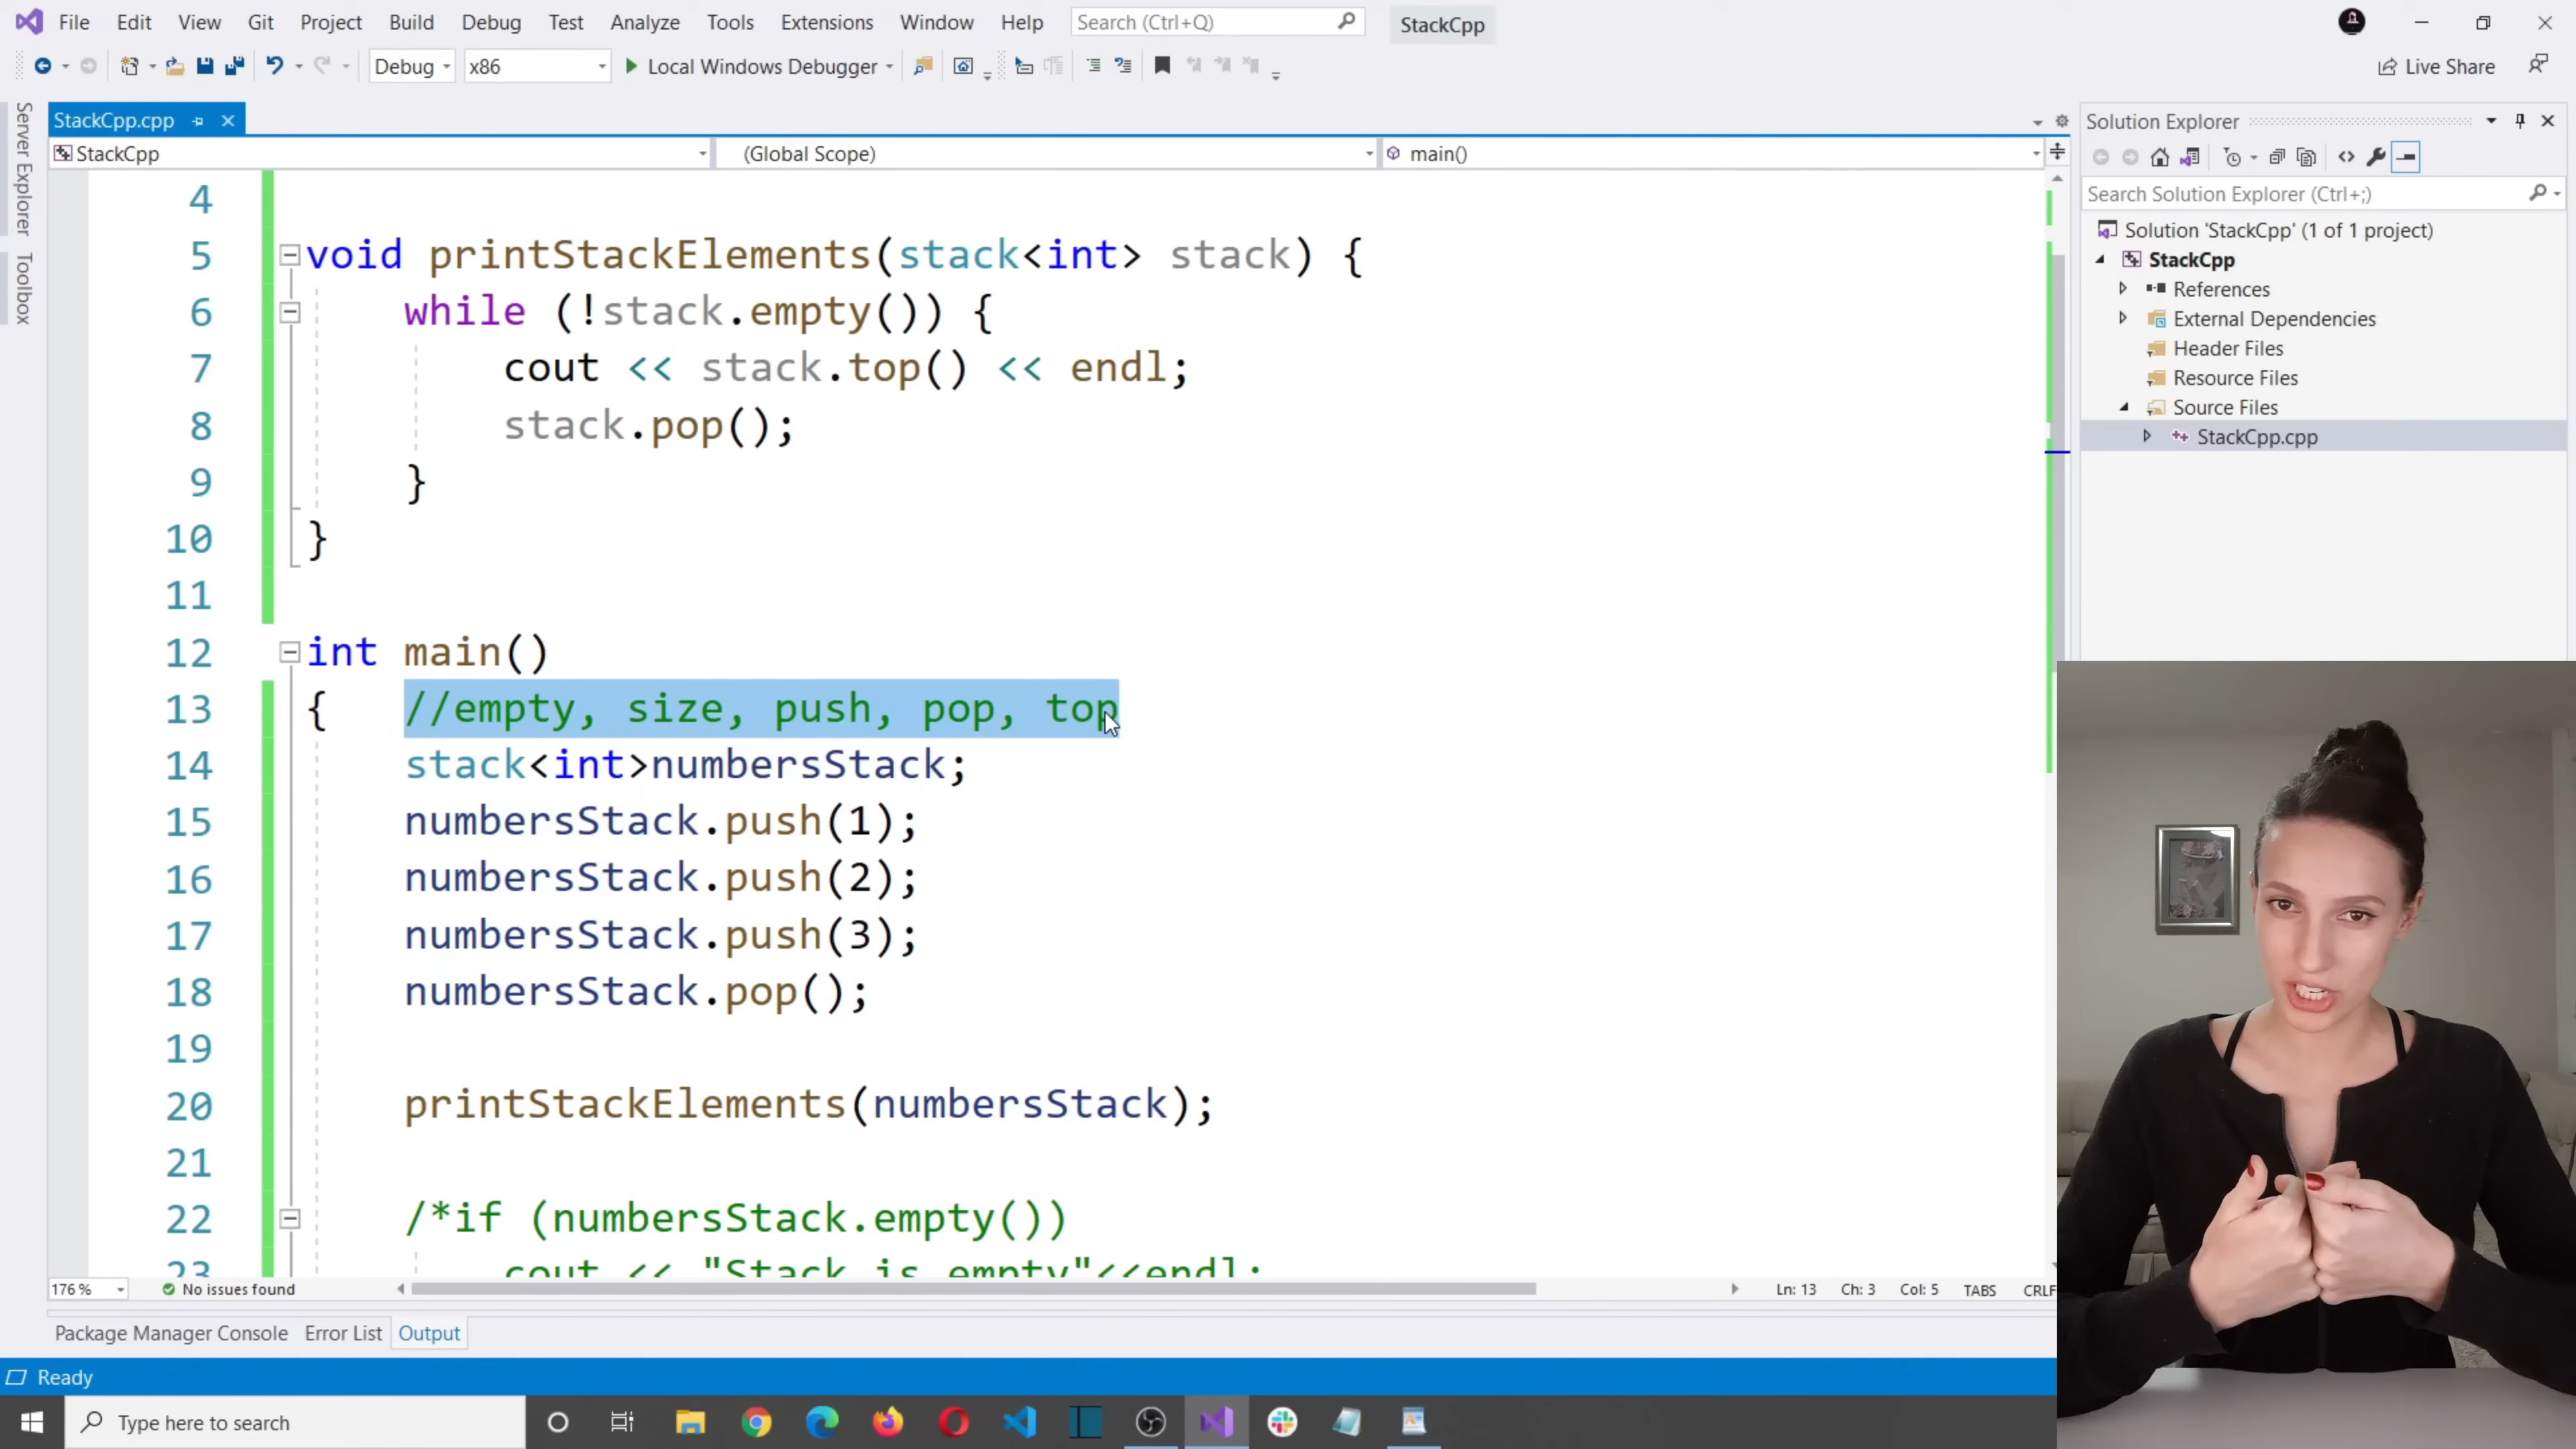 File Edit View Git Project Build Debug Test Analyze Tools Extensions Window Help Search (Ctrl+Q) StackCpp
Debug x86 Local Windows Debugger Live Share
Server Explorer
Toolbox
StackCpp.cpp
StackCpp (Global Scope) main()
4
5 void printStackElements(stack<int> stack) {
6 while (!stack.empty()) {
7 cout << stack.top() << endl;
8 stack.pop();
9 }
10 }
11
12 int main()
13 { //empty, size, push, pop, top
14 stack<int>numbersStack;
15 numbersStack.push(1);
16 numbersStack.push(2);
17 numbersStack.push(3);
18 numbersStack.pop();
19
20 printStackElements(numbersStack);
21
22 /*if (numbersStack.empty())
23 cout << "Stack is empty"<<endl;
176 % No issues found Ln: 13 Ch: 3 Col: 5 TABS CRLF
Package Manager Console Error List Output
Ready
Type here to search
Solution Explorer
Search Solution Explorer (Ctrl+;)
Solution 'StackCpp' (1 of 1 project)
StackCpp
References
External Dependencies
Header Files
Resource Files
Source Files
StackCpp.cpp